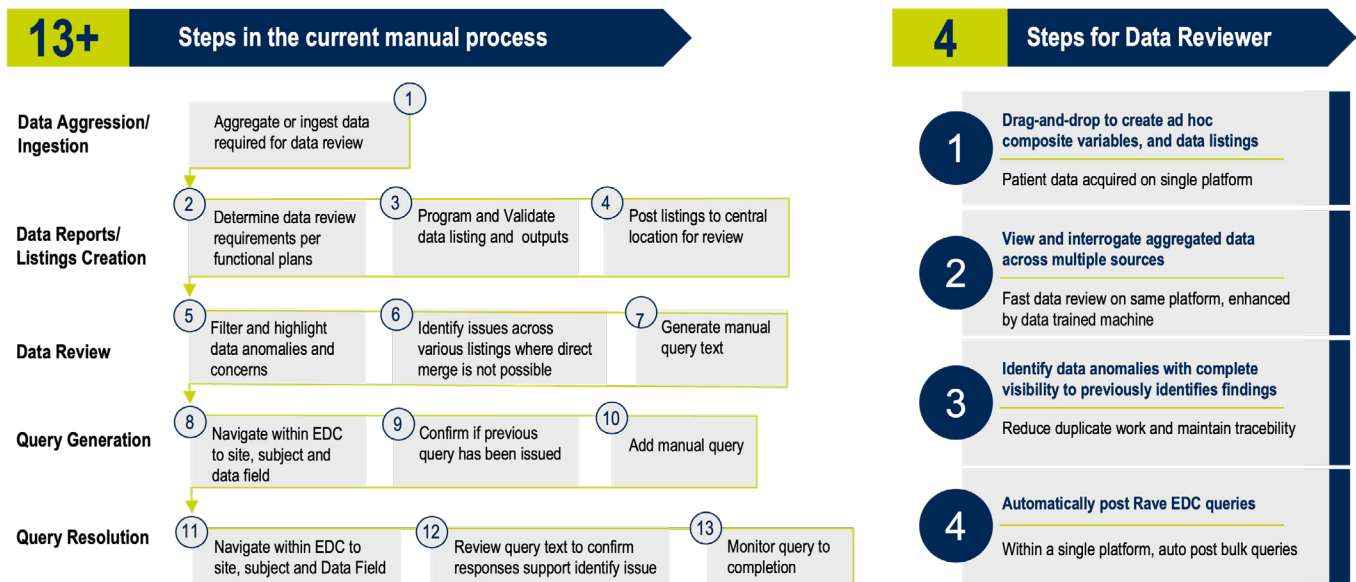 13+
Steps in the current manual process
Data Aggression/
Ingestion
1
Aggregate or ingest data
required for data review
Data Reports/
Listings Creation
2
Determine data review
requirements per
functional plans
3
Program and Validate
data listing and outputs
4
Post listings to central
location for review
Data Review
5
Filter and highlight
data anomalies and
concerns
6
Identify issues across
various listings where direct
merge is not possible
7
Generate manual
query text
Query Generation
8
Navigate within EDC
to site, subject and
data field
9
Confirm if previous
query has been issued
10
Add manual query
Query Resolution
11
Navigate within EDC to
site, subject and Data Field
12
Review query text to confirm
responses support identify issue
13
Monitor query to
completion
4
Steps for Data Reviewer
1
Drag-and-drop to create ad hoc
composite variables, and data listings
Patient data acquired on single platform
2
View and interrogate aggregated data
across multiple sources
Fast data review on same platform, enhanced
by data trained machine
3
Identify data anomalies with complete
visibility to previously identifies findings
Reduce duplicate work and maintain tracebility
4
Automatically post Rave EDC queries
Within a single platform, auto post bulk queries